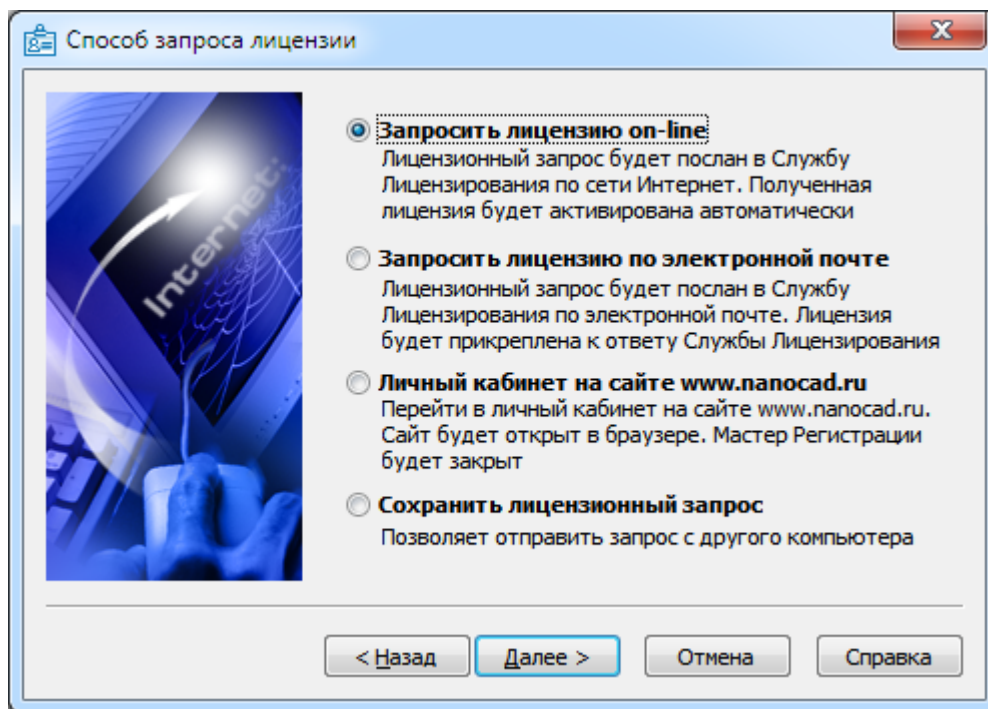 Способ запроса лицензии
Internet:
Запросить лицензию on-line
Лицензионный запрос будет послан в Службу
Лицензирования по сети Интернет. Полученная
лицензия будет активирована автоматически
Запросить лицензию по электронной почте
Лицензионный запрос будет послан в Службу
Лицензирования по электронной почте. Лицензия
будет прикреплена к ответу Службы Лицензирования
Личный кабинет на сайте www.nanocad.ru
Перейти в личный кабинет на сайте www.nanocad.ru.
Сайт будет открыт в браузере. Мастер Регистрации
будет закрыт
Сохранить лицензионный запрос
Позволяет отправить запрос с другого компьютера
< Назад
Далее >
Отмена
Справка